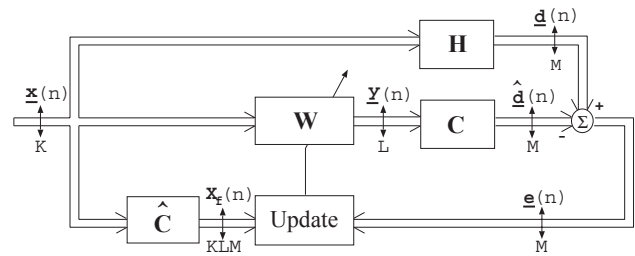 d(n)
H
M
x(n)
y(n)
d̂(n)
+
W
C
Σ
-
K
L
M
X_f(n)
e(n)
Ĉ
Update
KLM
M